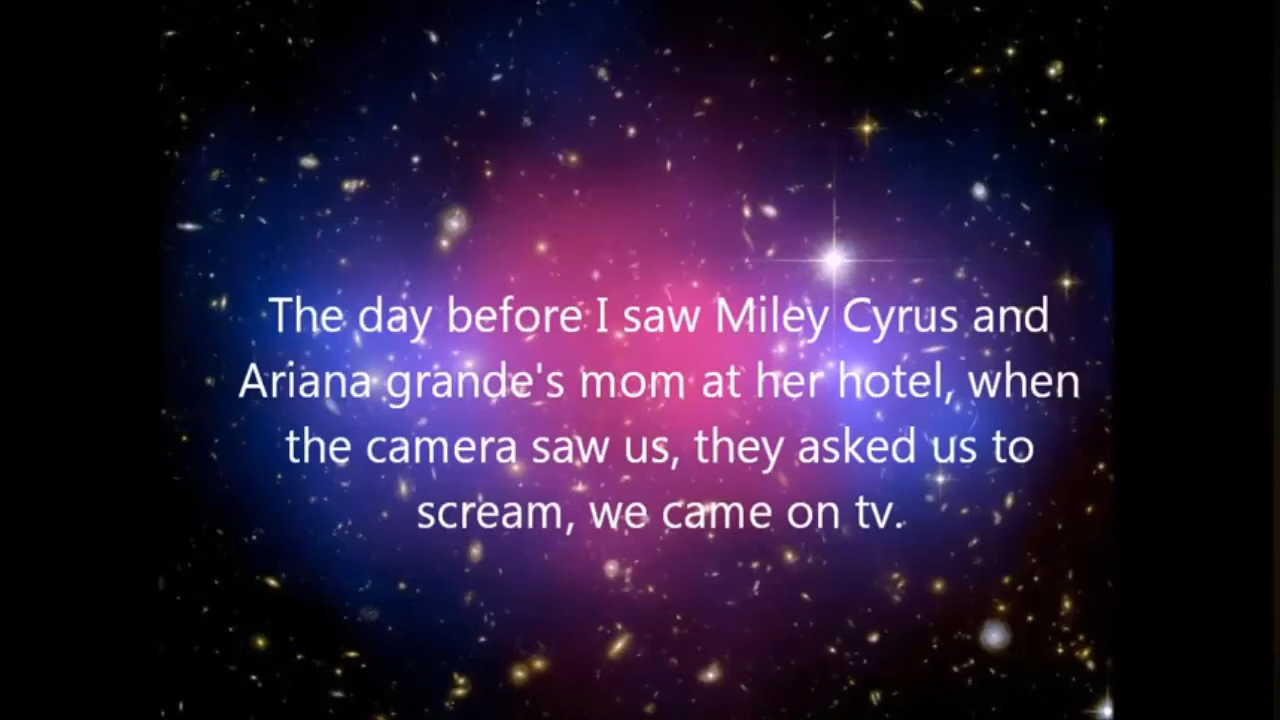 The day before I saw Miley Cyrus and
Ariana grande's mom at her hotel, when
the camera saw us, they asked us to
scream, we came on tv.